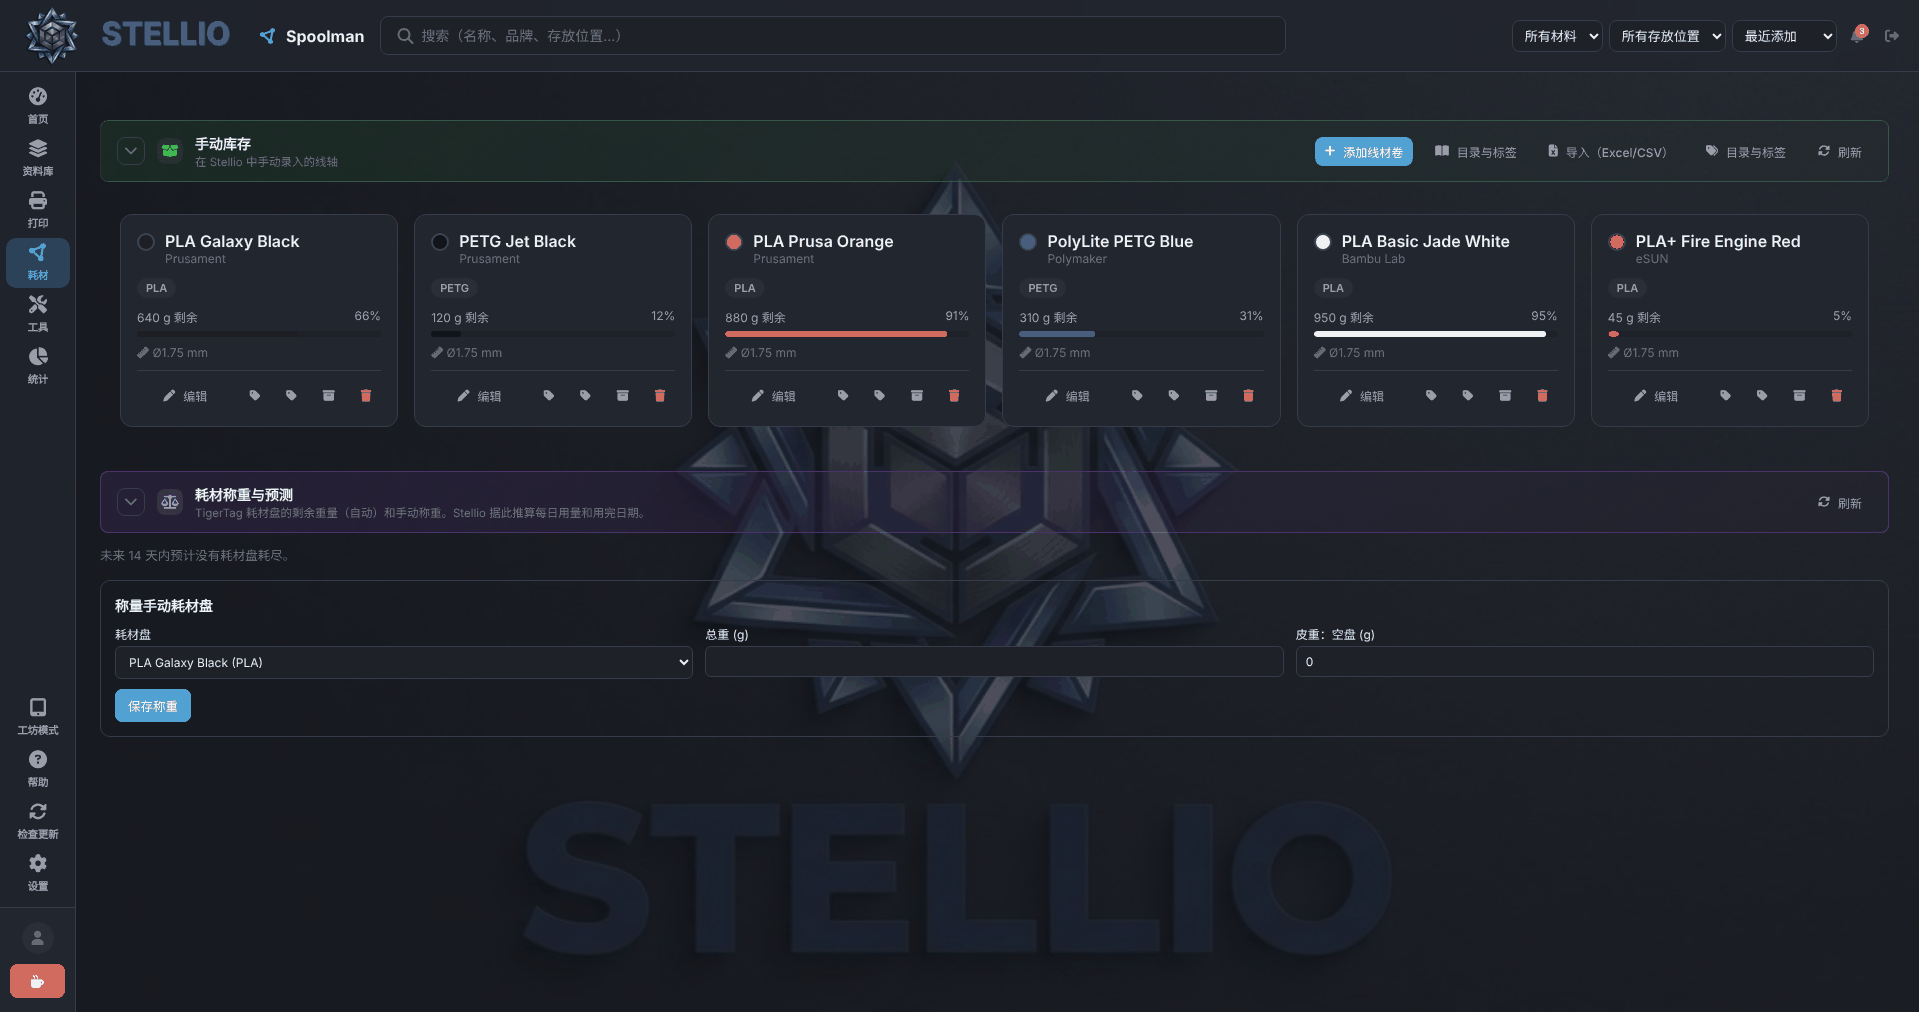 STELLIO
Spoolman
搜索（名称、品牌、存放位置...）
所有材料
所有存放位置
最近添加
3
首页
资料库
打印
耗材
工具
统计
工坊模式
帮助
检查更新
设置
手动库存
在 Stellio 中手动录入的线轴
添加线材卷
目录与标签
导入（Excel/CSV）
目录与标签
刷新
PLA Galaxy Black
Prusament
PLA
640 g 剩余
66%
Ø1.75 mm
编辑
PETG Jet Black
Prusament
PETG
120 g 剩余
12%
Ø1.75 mm
编辑
PLA Prusa Orange
Prusament
PLA
880 g 剩余
91%
Ø1.75 mm
编辑
PolyLite PETG Blue
Polymaker
PETG
310 g 剩余
31%
Ø1.75 mm
编辑
PLA Basic Jade White
Bambu Lab
PLA
950 g 剩余
95%
Ø1.75 mm
编辑
PLA+ Fire Engine Red
eSUN
PLA
45 g 剩余
5%
Ø1.75 mm
编辑
耗材称重与预测
TigerTag 耗材盘的剩余重量（自动）和手动称重。Stellio 据此推算每日用量和用完日期。
刷新
未来 14 天内预计没有耗材盘耗尽。
称量手动耗材盘
耗材盘
PLA Galaxy Black (PLA)
总重 (g)
皮重：空盘 (g)
0
保存称重
STELLIO